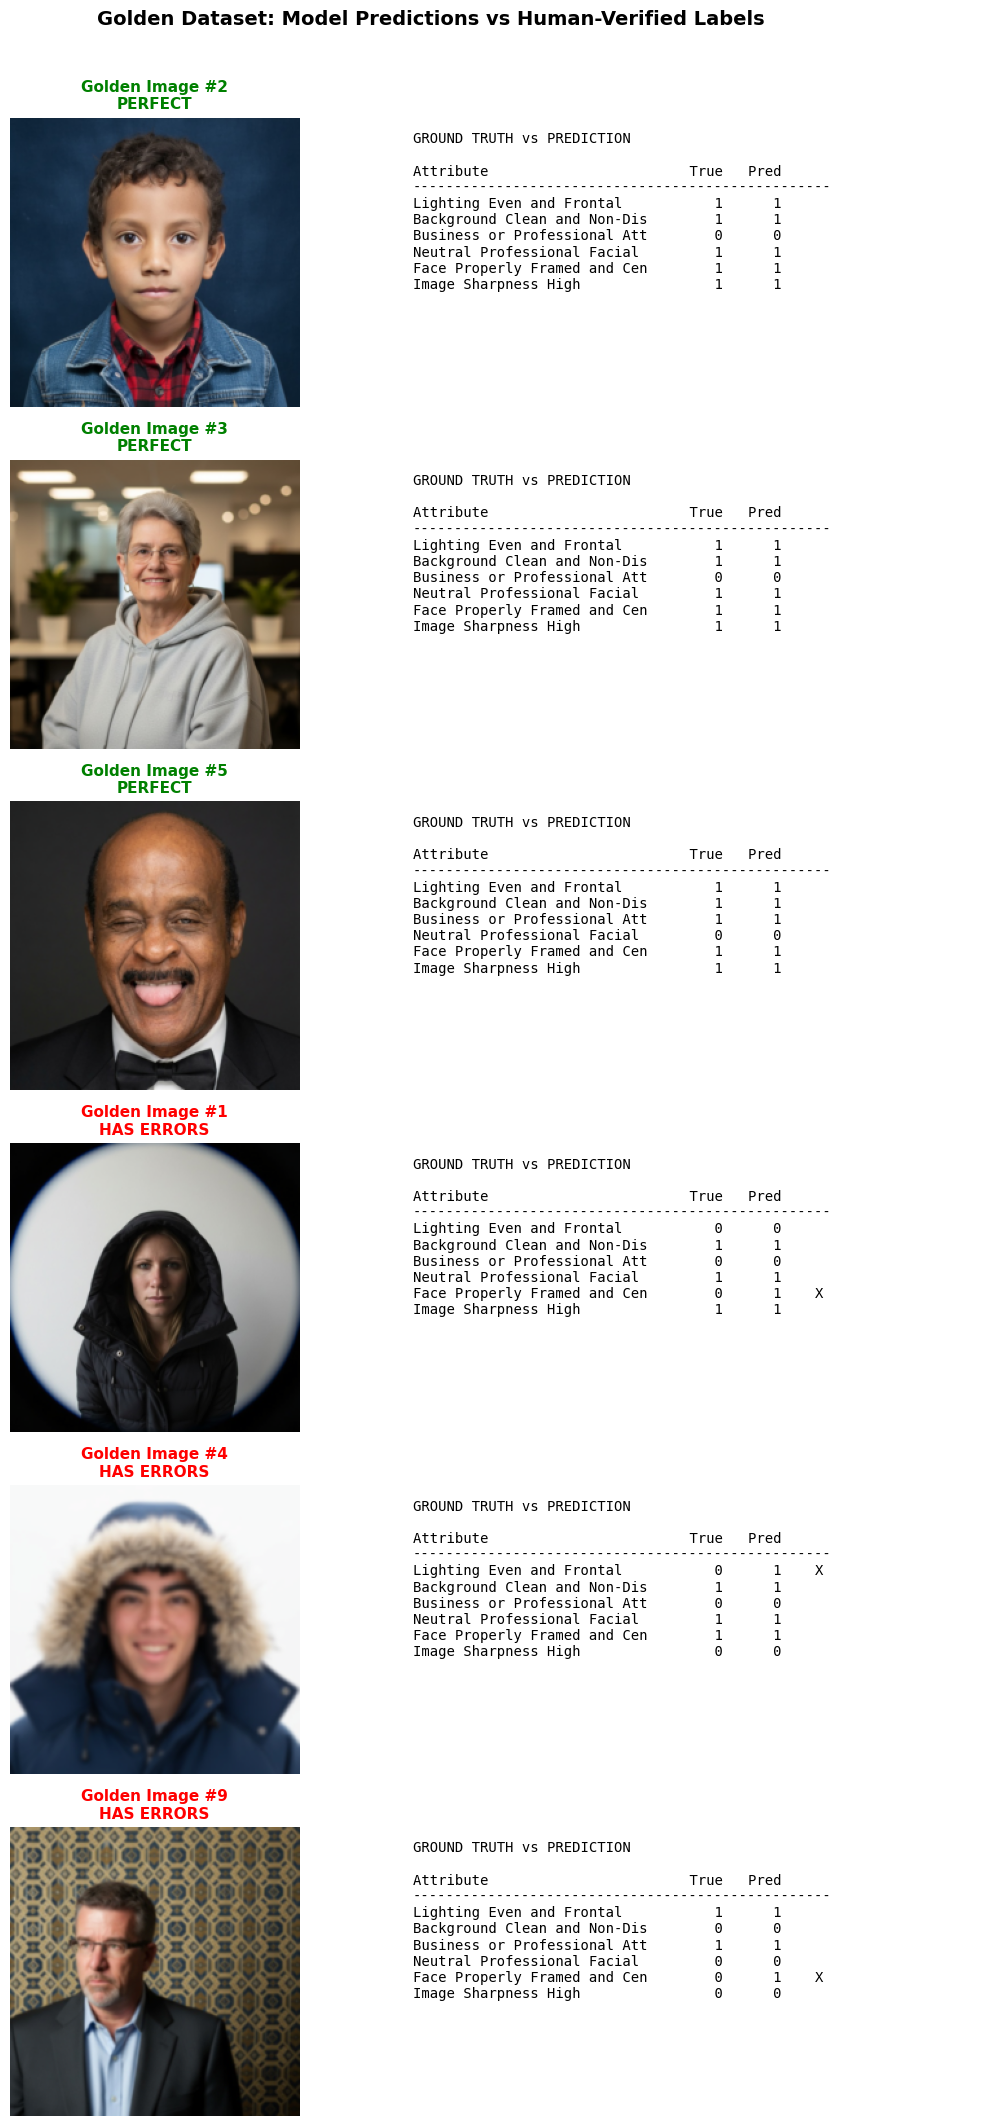 Golden Dataset: Model Predictions vs Human-Verified Labels
Golden Image #2
PERFECT
GROUND TRUTH vs PREDICTION
Attribute True Pred
--------------------------------------------------
Lighting Even and Frontal 1 1
Background Clean and Non-Dis 1 1
Business or Professional Att 0 0
Neutral Professional Facial 1 1
Face Properly Framed and Cen 1 1
Image Sharpness High 1 1
Golden Image #3
PERFECT
GROUND TRUTH vs PREDICTION
Attribute True Pred
--------------------------------------------------
Lighting Even and Frontal 1 1
Background Clean and Non-Dis 1 1
Business or Professional Att 0 0
Neutral Professional Facial 1 1
Face Properly Framed and Cen 1 1
Image Sharpness High 1 1
Golden Image #5
PERFECT
GROUND TRUTH vs PREDICTION
Attribute True Pred
--------------------------------------------------
Lighting Even and Frontal 1 1
Background Clean and Non-Dis 1 1
Business or Professional Att 1 1
Neutral Professional Facial 0 0
Face Properly Framed and Cen 1 1
Image Sharpness High 1 1
Golden Image #1
HAS ERRORS
GROUND TRUTH vs PREDICTION
Attribute True Pred
--------------------------------------------------
Lighting Even and Frontal 0 0
Background Clean and Non-Dis 1 1
Business or Professional Att 0 0
Neutral Professional Facial 1 1
Face Properly Framed and Cen 0 1 X
Image Sharpness High 1 1
Golden Image #4
HAS ERRORS
GROUND TRUTH vs PREDICTION
Attribute True Pred
--------------------------------------------------
Lighting Even and Frontal 0 1 X
Background Clean and Non-Dis 1 1
Business or Professional Att 0 0
Neutral Professional Facial 1 1
Face Properly Framed and Cen 1 1
Image Sharpness High 0 0
Golden Image #9
HAS ERRORS
GROUND TRUTH vs PREDICTION
Attribute True Pred
--------------------------------------------------
Lighting Even and Frontal 1 1
Background Clean and Non-Dis 0 0
Business or Professional Att 1 1
Neutral Professional Facial 0 0
Face Properly Framed and Cen 0 1 X
Image Sharpness High 0 0